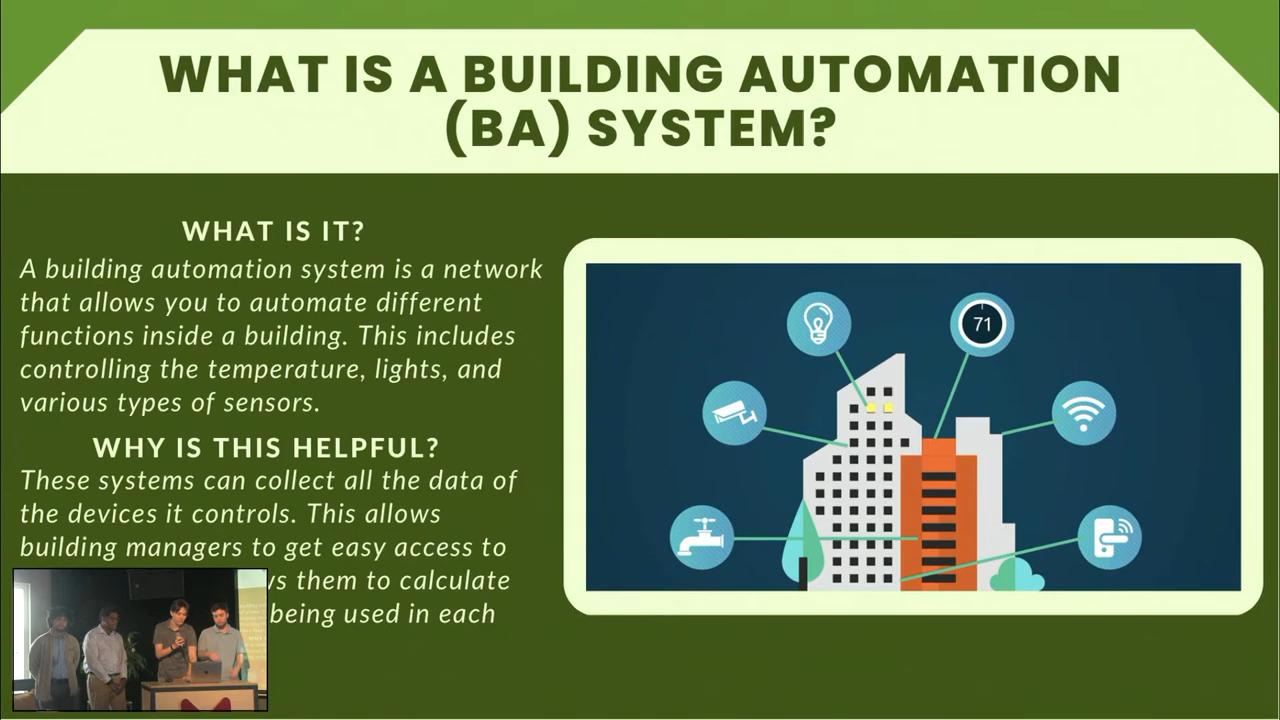 WHAT IS A BUILDING AUTOMATION
(BA) SYSTEM?
WHAT IS IT?
A building automation system is a network
that allows you to automate different
functions inside a building. This includes
controlling the temperature, lights, and
various types of sensors.
WHY IS THIS HELPFUL?
These systems can collect all the data of
the devices it controls. This allows
building managers to get easy access to
them to calculate
being used in each
71